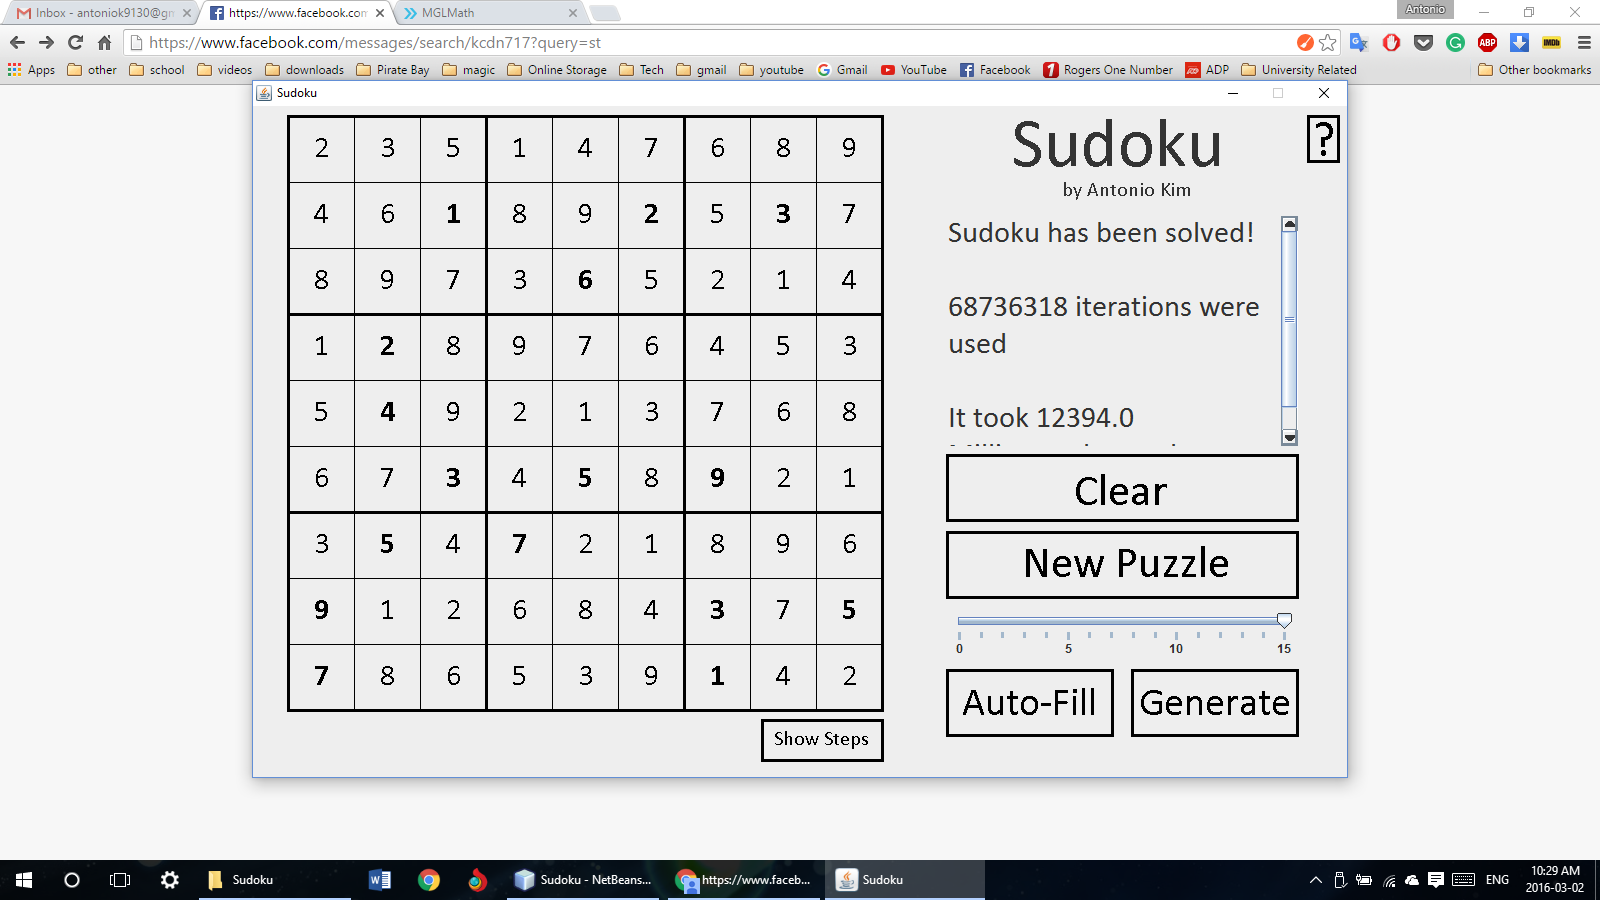 Inbox - antoniok9130@gm
https://www.facebook.com
MGLMath
Antonio
https://www.facebook.com/messages/search/kcdn717?query=st
ABP
IMDb
Apps other school videos downloads Pirate Bay magic Online Storage Tech gmail youtube Gmail YouTube Facebook Rogers One Number ADP University Related Other bookmarks
Sudoku
2 3 5 1 4 7 6 8 9
4 6 1 8 9 2 5 3 7
8 9 7 3 6 5 2 1 4
1 2 8 9 7 6 4 5 3
5 4 9 2 1 3 7 6 8
6 7 3 4 5 8 9 2 1
3 5 4 7 2 1 8 9 6
9 1 2 6 8 4 3 7 5
7 8 6 5 3 9 1 4 2
Show Steps
Sudoku
?
by Antonio Kim
Sudoku has been solved!
68736318 iterations were
used
It took 12394.0
Clear
New Puzzle
0 5 10 15
Auto-Fill Generate
Sudoku
Sudoku - NetBeans...
https://www.faceb...
Sudoku
ENG
10:29 AM
2016-03-02